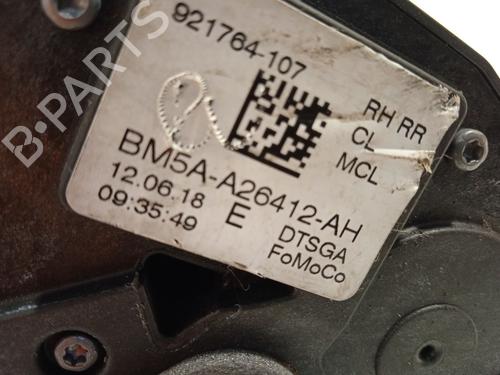 921764-107
RH RR
CL
MCL
BM5A-A26412-AH
12.06.18 E DTSGA
09:35:49 FoMoCo
B-PARTS